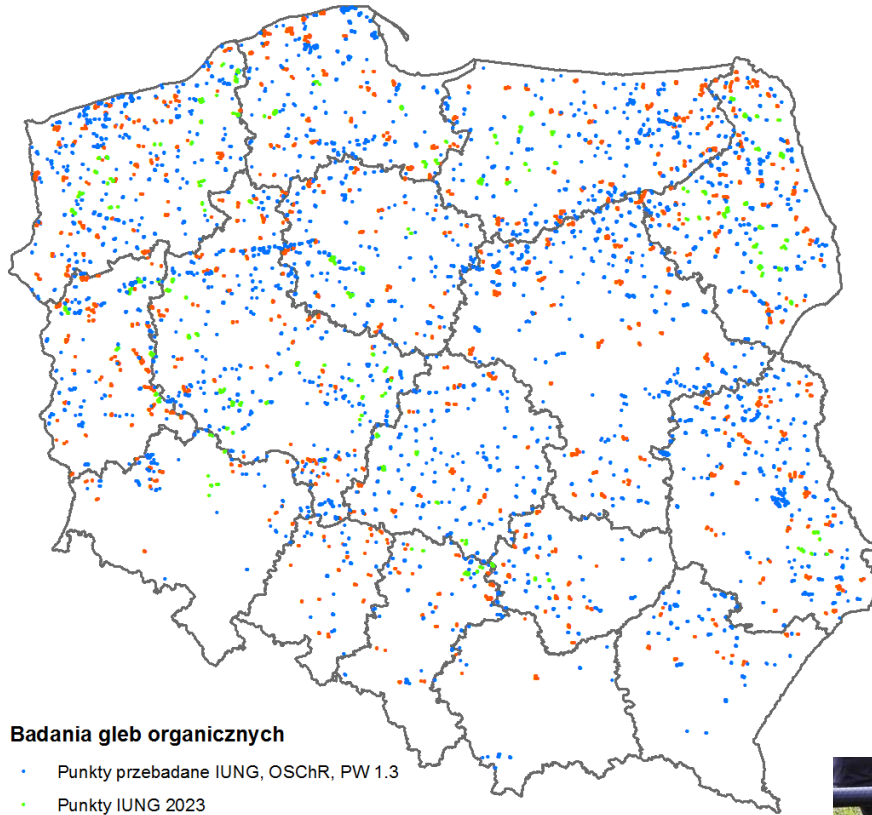 Badania gleb organicznych
Punkty przebadane IUNG, OSChR, PW 1.3
Punkty IUNG 2023